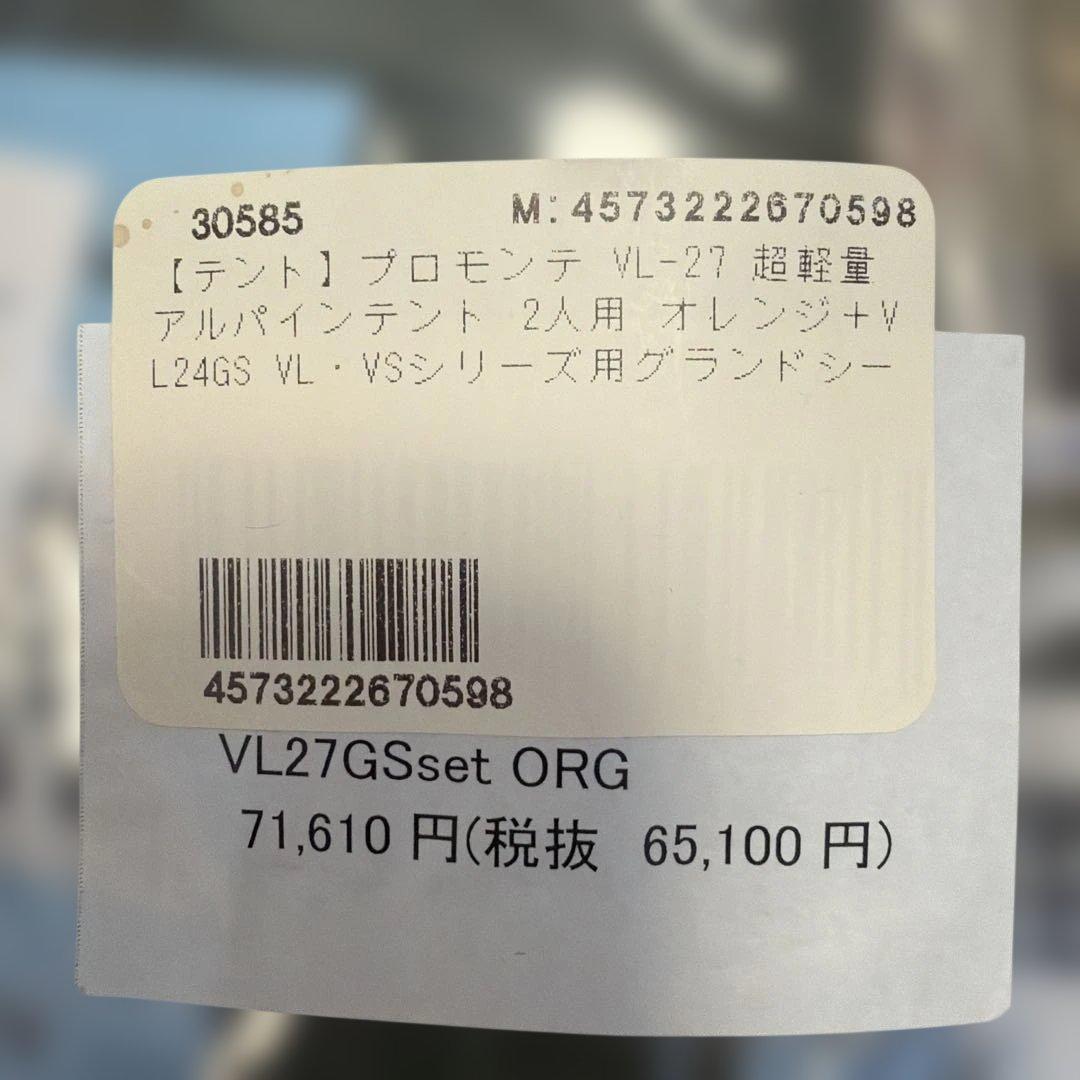 30585 M:4573222670598
【テント】プロモンテ VL-27 超軽量
アルパインテント 2人用 オレンジ+V
L24GS VL・VSシリーズ用グランドシー
4573222670598
VL27GSset ORG
71,610 円(税抜 65,100 円)